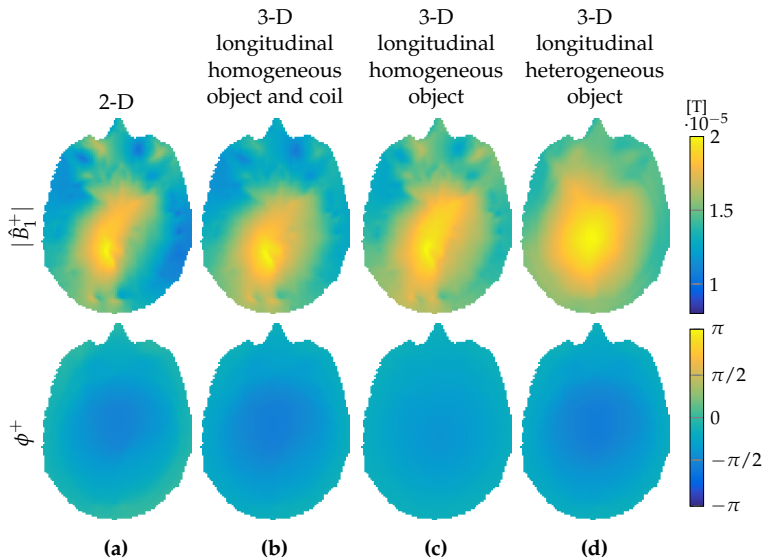 3-D
longitudinal
homogeneous
object and coil
3-D
longitudinal
homogeneous
object
3-D
longitudinal
heterogeneous
object
2-D
[T]
·10⁻⁵
2
1.5
1
|B̂₁⁺|
π
π/2
0
−π/2
−π
ϕ⁺
(a)
(b)
(c)
(d)